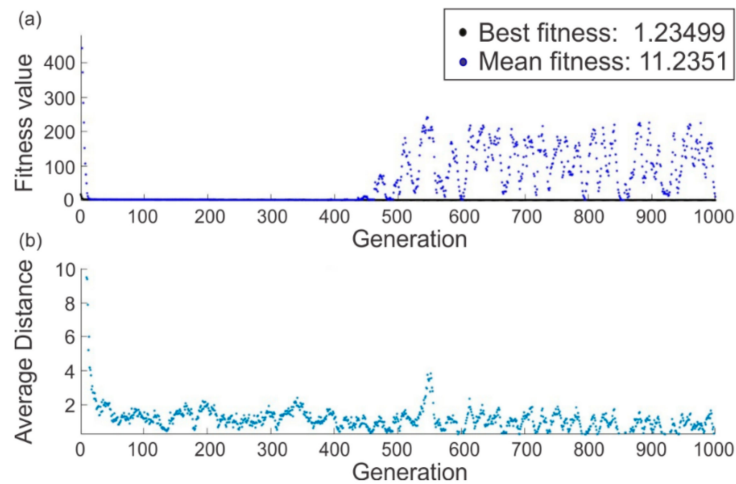 (a)
Best fitness: 1.23499
Mean fitness: 11.2351
Fitness value
400
300
200
100
0
0 100 200 300 400 500 600 700 800 900 1000
Generation
(b)
Average Distance
10
8
6
4
2
0 100 200 300 400 500 600 700 800 900 1000
Generation